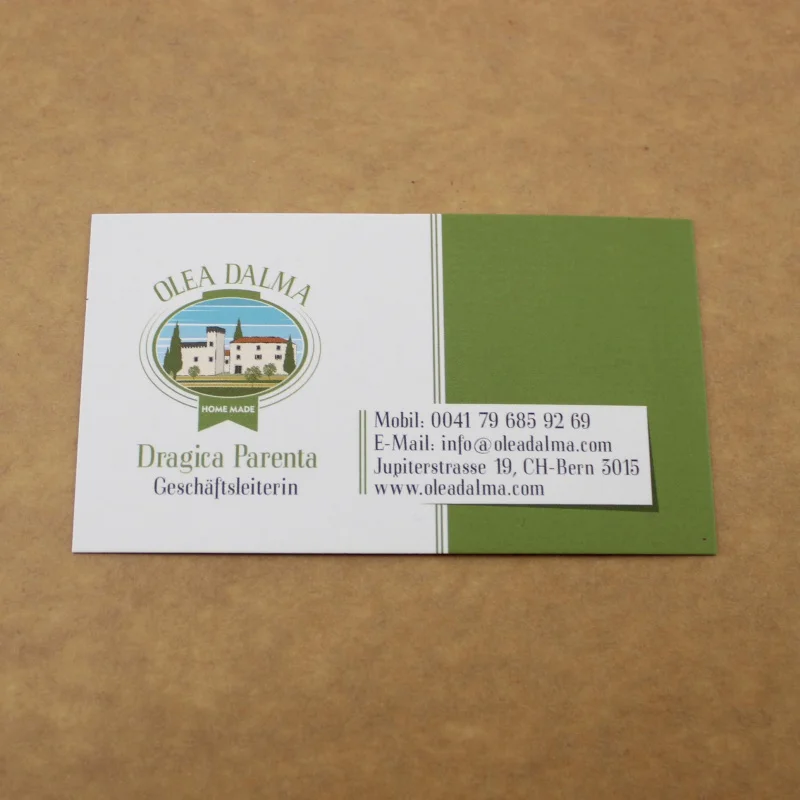 OLEA DALMA
HOME MADE
Dragica Parenta
Geschäftsleiterin
Mobil: 0041 79 685 92 69
E-Mail: info@oleadalma.com
Jupiterstrasse 19, CH-Bern 3015
www.oleadalma.com